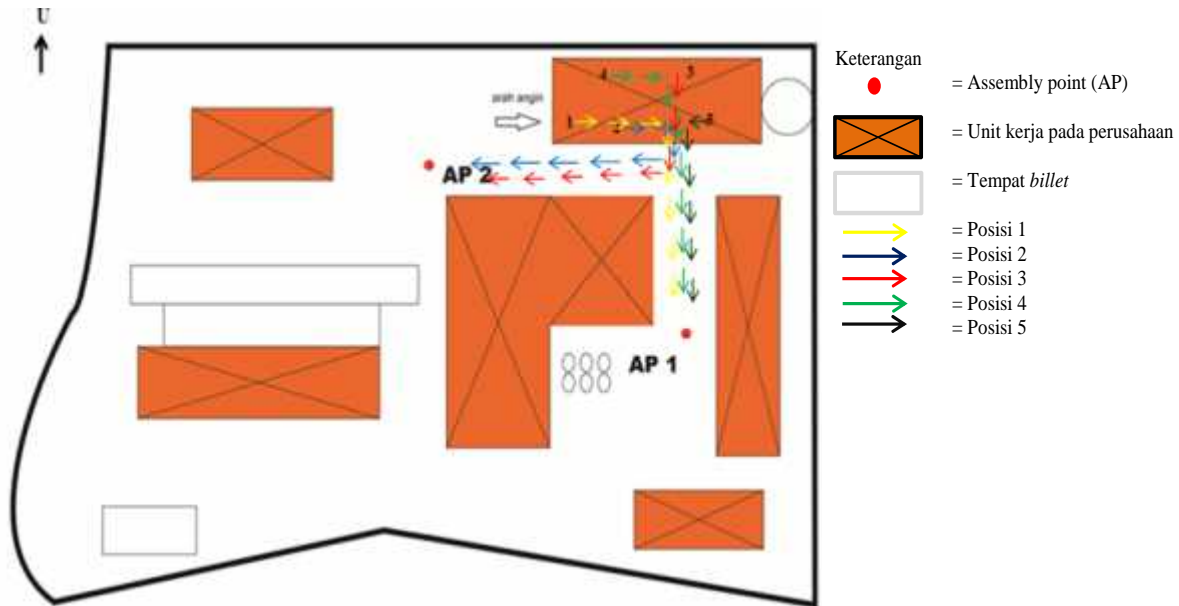 U
Keterangan
= Assembly point (AP)
= Unit kerja pada perusahaan
= Tempat billet
= Posisi 1
= Posisi 2
= Posisi 3
= Posisi 4
= Posisi 5
4
3
arah angin
1
2
5
AP 2
AP 1